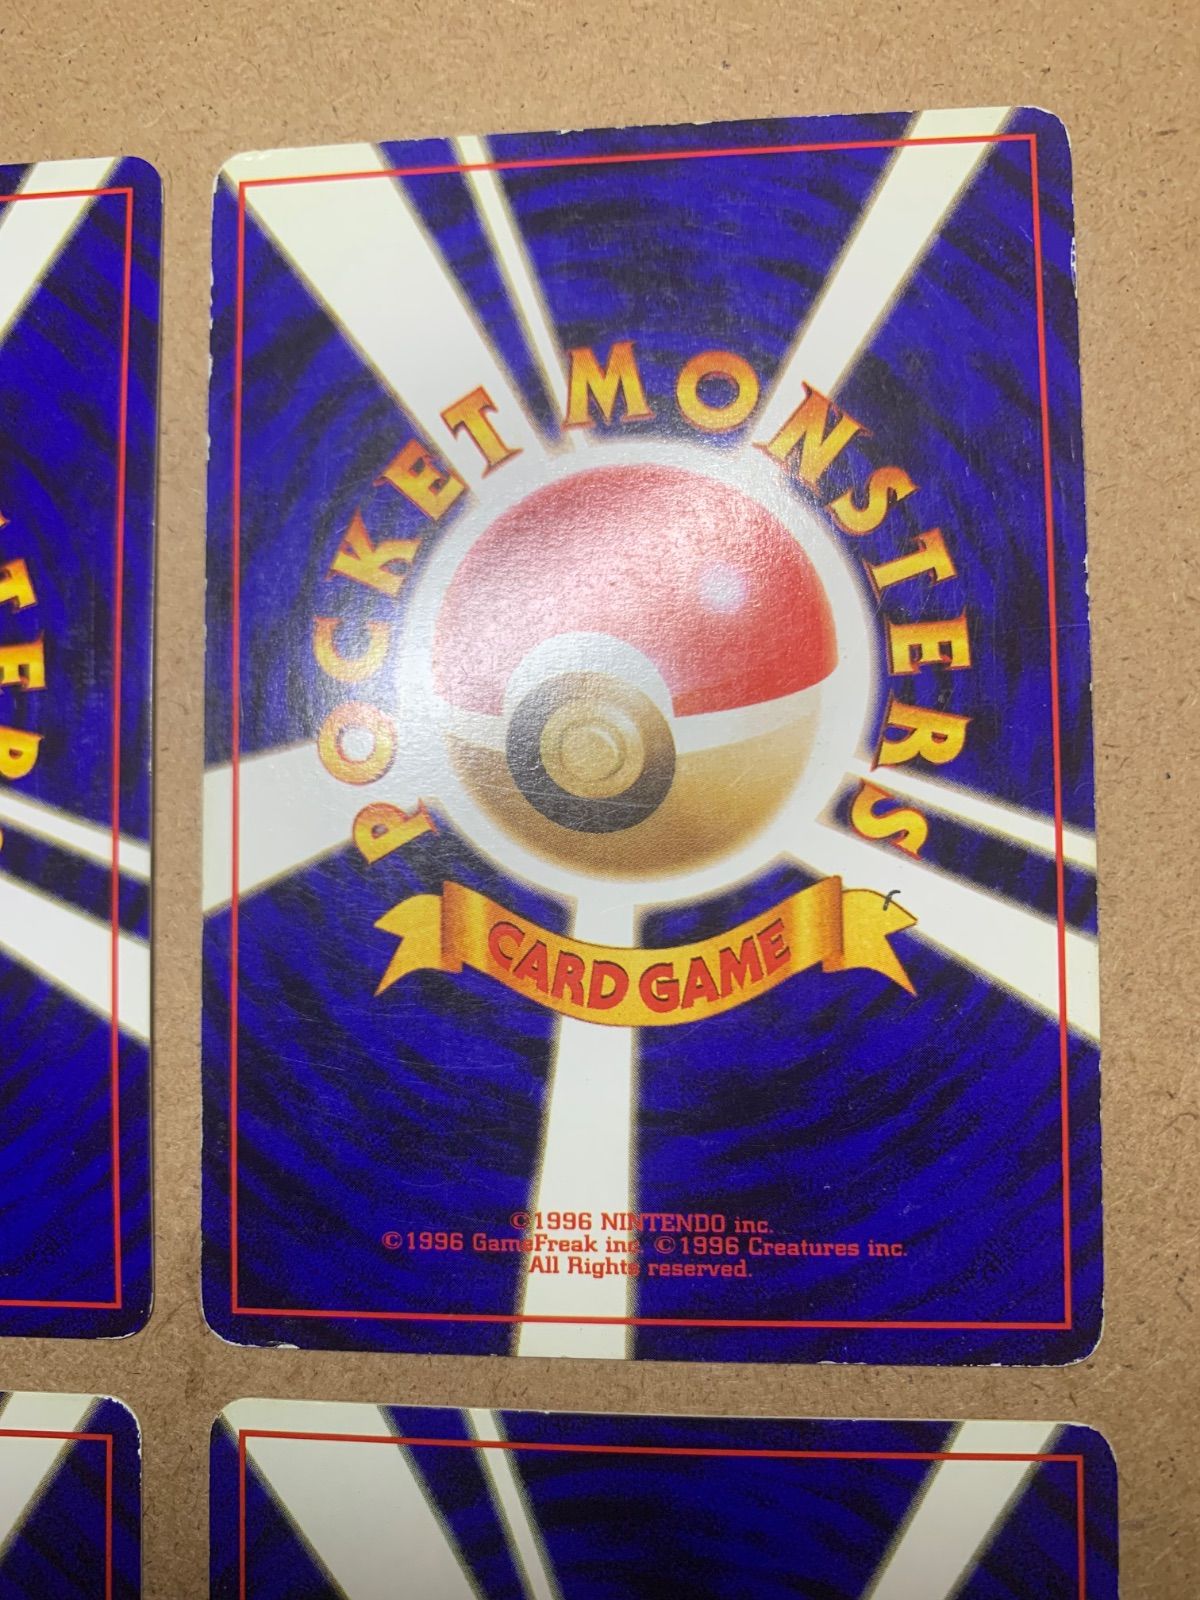 POCKET MONSTERS
CARD GAME
©1996 NINTENDO inc.
©1996 GameFreak inc. ©1996 Creatures inc.
All Rights reserved.